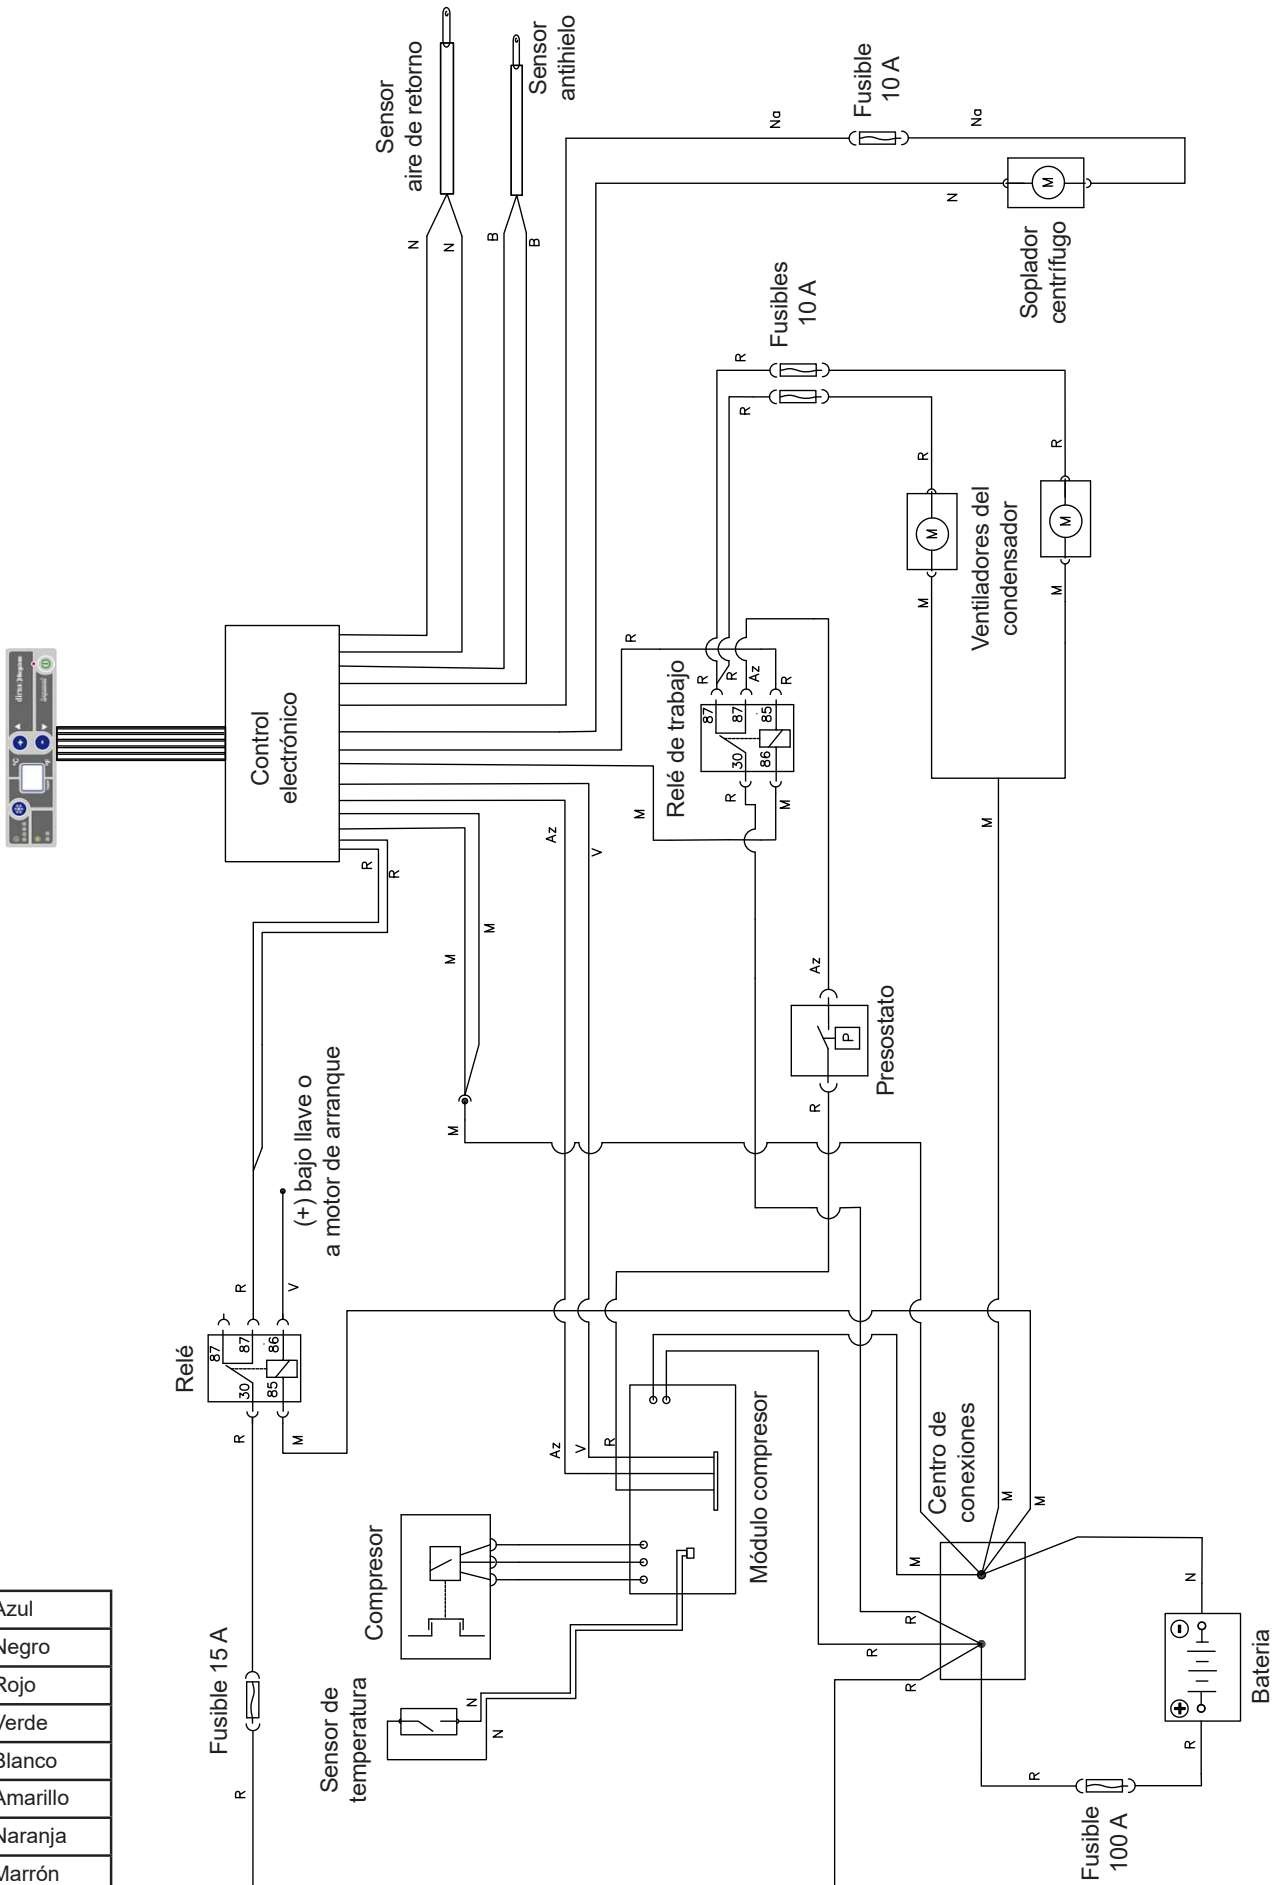 Sensor
aire de retorno
Sensor
antihielo
Fusible
10 A
Na
Na
N
N
N
B
B
Soplador
centrífugo
Fusibles
10 A
R
R
R
R
M
M
M
M
Ventiladores del
condensador
M
dirna Bergstrom
°C
°F
Control
electrónico
R
R
M
M
Az
V
M
R
Relé de trabajo
87
87
85
30
86
R
R
Az
R
R
M
Az
P
R
Presostato
M
(+) bajo llave o
a motor de arranque
Relé
87
87
86
30
85
R
V
R
M
Az
V
R
Módulo compresor
Compresor
Sensor de
temperatura
N
N
Fusible 15 A
R
Centro de
conexiones
M
M
M
R
R
R
N
R
R
Bateria
Fusible
100 A
Azul
Negro
Rojo
Verde
Blanco
Amarillo
Naranja
Marrón